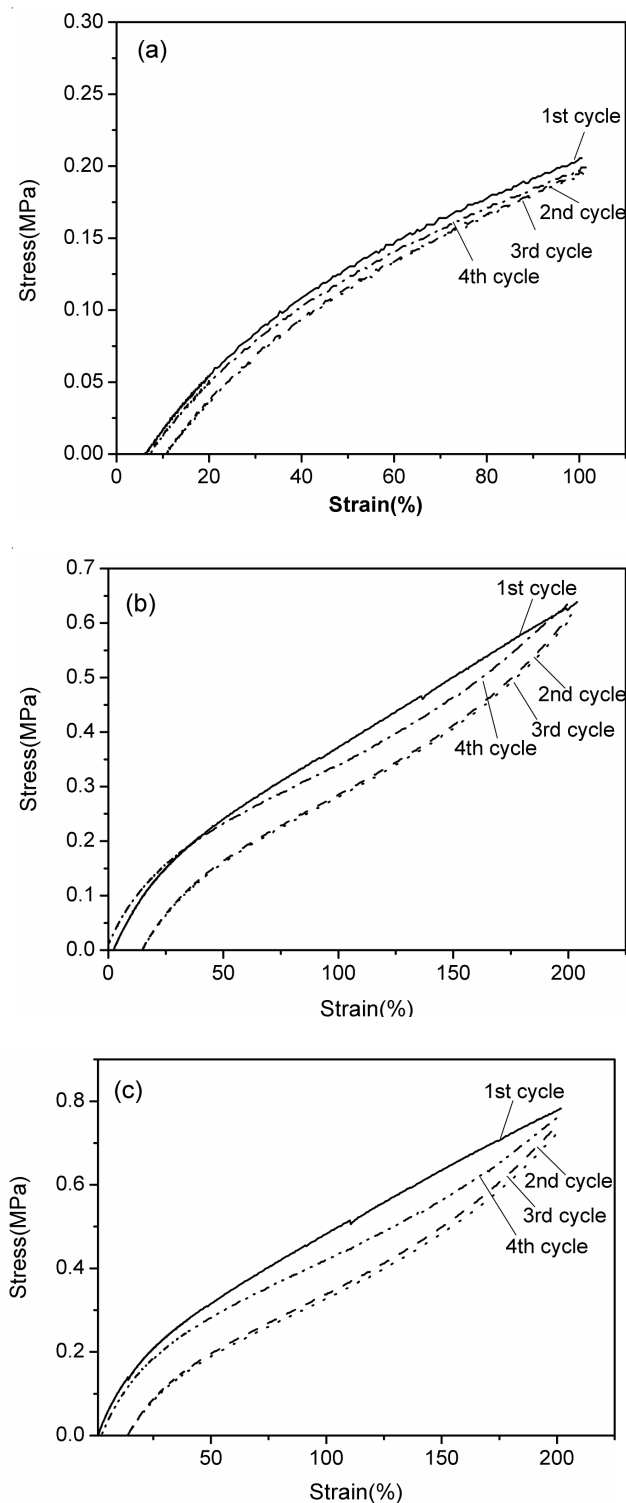 (a)
0.30
0.25
0.20
0.15
0.10
0.05
0.00
Stress(MPa)
1st cycle
2nd cycle
3rd cycle
4th cycle
0 20 40 60 80 100
Strain(%)
(b)
0.7
0.6
0.5
0.4
0.3
0.2
0.1
0.0
Stress(MPa)
1st cycle
2nd cycle
3rd cycle
4th cycle
0 50 100 150 200
Strain(%)
(c)
0.8
0.6
0.4
0.2
0.0
Stress(MPa)
1st cycle
2nd cycle
3rd cycle
4th cycle
50 100 150 200
Strain(%)